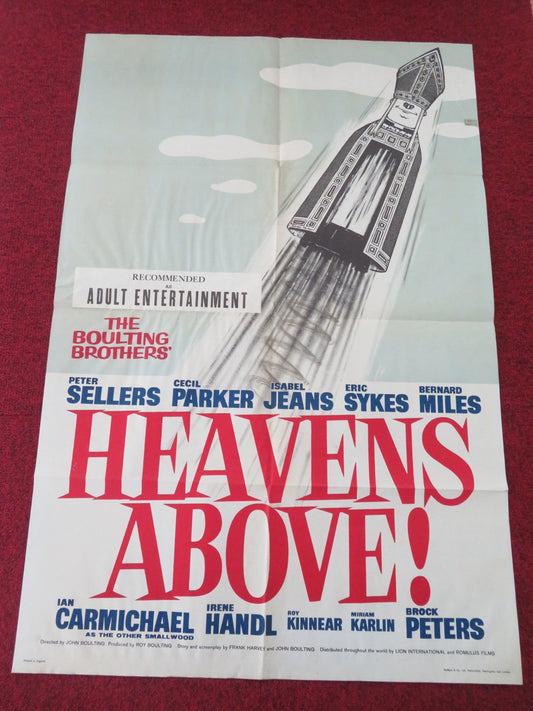 RECOMMENDED
AS
ADULT ENTERTAINMENT
THE
BOULTING
BROTHERS'
PETER SELLERS CECIL PARKER ISABEL JEANS ERIC SYKES BERNARD MILES
HEAVENS
ABOVE!
IAN CARMICHAEL AS THE OTHER SMALLWOOD IRENE HANDL ROY KINNEAR MIRIAM KARLIN BROCK PETERS
Directed by JOHN BOULTING Produced by ROY BOULTING Story and screenplay by FRANK HARVEY and JOHN BOULTING Distributed throughout the world by LION INTERNATIONAL and ROMULUS FILMS
Printed in England